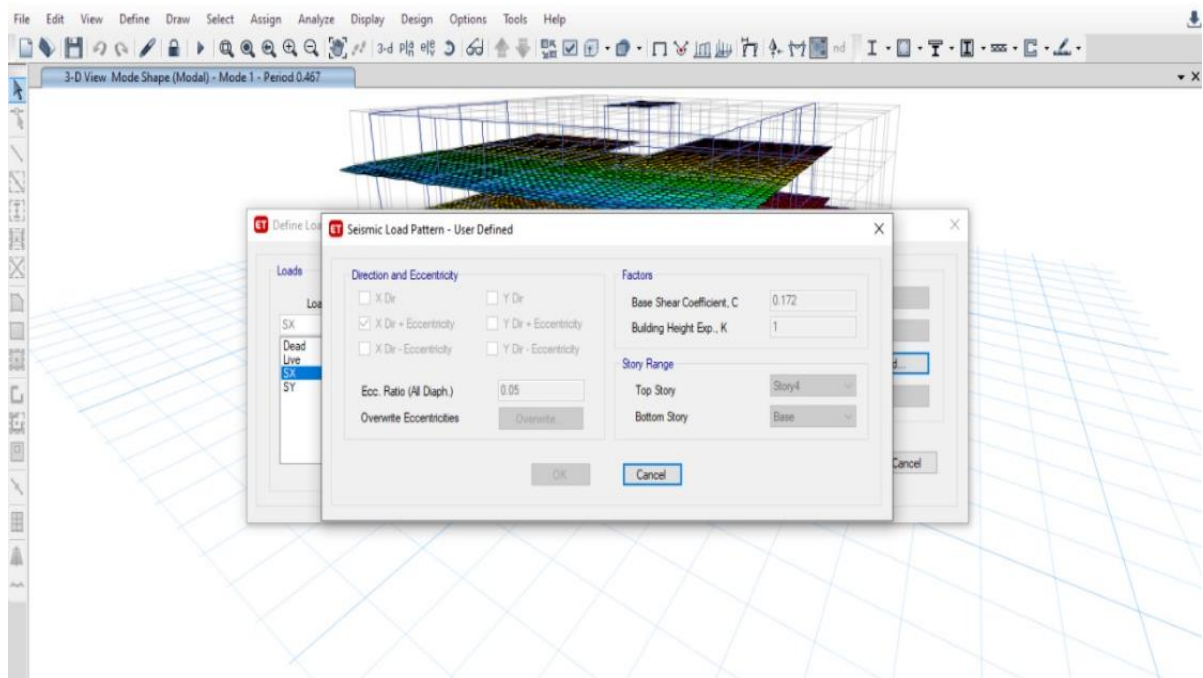 File Edit View Define Draw Select Assign Analyze Display Design Options Tools Help
3-d
nd
3-D View Mode Shape (Modal) - Mode 1 - Period 0.467
ET Define Loa
ET Seismic Load Pattern - User Defined
Loads
Loa
SX
Dead
Live
SX
SY
Direction and Eccentricity
X Dir
Y Dir
X Dir + Eccentricity
Y Dir + Eccentricity
X Dir - Eccentricity
Y Dir - Eccentricity
Ecc. Ratio (All Diaph.) 0.05
Overwrite Eccentricities Overwrite...
Factors
Base Shear Coefficient, C 0.172
Building Height Exp., K 1
Story Range
Top Story Story4
Bottom Story Base
OK
Cancel
d...
Cancel